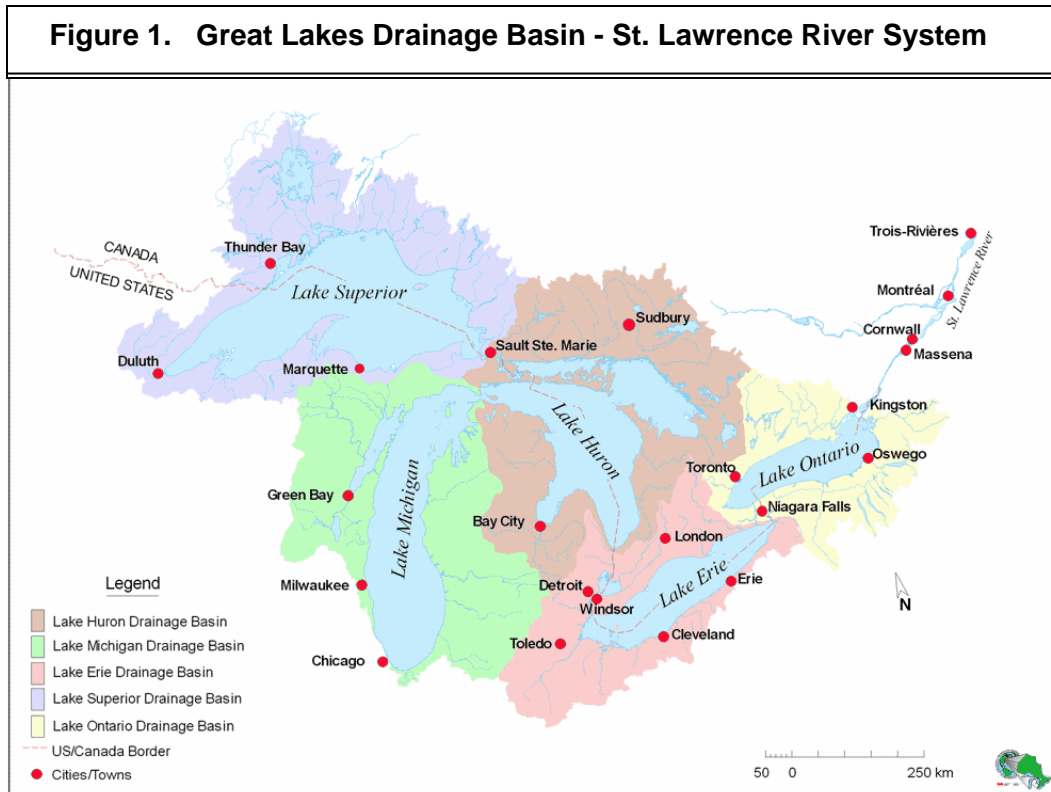 Figure 1. Great Lakes Drainage Basin - St. Lawrence River System
Trois-Rivières
St. Lawrence River
CANADA
UNITED STATES
Thunder Bay
Lake Superior
Montréal
Sudbury
Cornwall
Sault Ste. Marie
Massena
Duluth
Marquette
Kingston
Lake Huron
Lake Ontario
Oswego
Toronto
Green Bay
Lake Michigan
Niagara Falls
Bay City
London
Lake Erie
Erie
Milwaukee
Detroit
Windsor
Cleveland
Toledo
Chicago
N
Legend
Lake Huron Drainage Basin
Lake Michigan Drainage Basin
Lake Erie Drainage Basin
Lake Superior Drainage Basin
Lake Ontario Drainage Basin
US/Canada Border
Cities/Towns
50 0 250 km